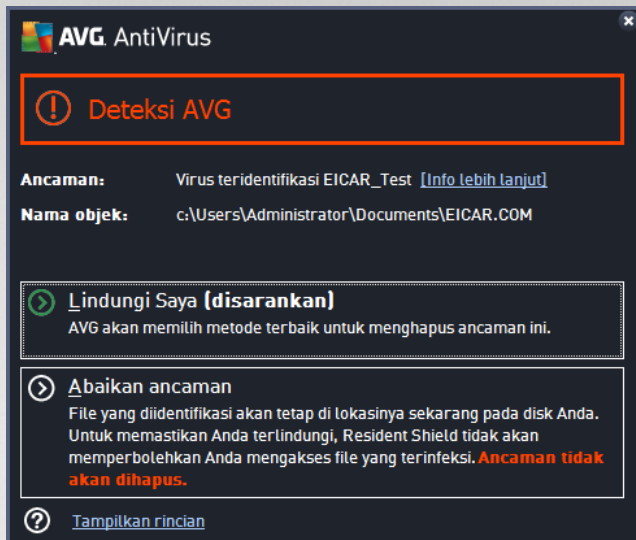 AVG. AntiVirus
Deteksi AVG
Ancaman: Virus teridentifikasi EICAR_Test [Info lebih lanjut]
Nama objek: c:\Users\Administrator\Documents\EICAR.COM
Lindungi Saya (disarankan)
AVG akan memilih metode terbaik untuk menghapus ancaman ini.
Abaikan ancaman
File yang diidentifikasi akan tetap di lokasinya sekarang pada disk Anda.
Untuk memastikan Anda terlindungi, Resident Shield tidak akan
memperbolehkan Anda mengakses file yang terinfeksi. Ancaman tidak
akan dihapus.
Tampilkan rincian